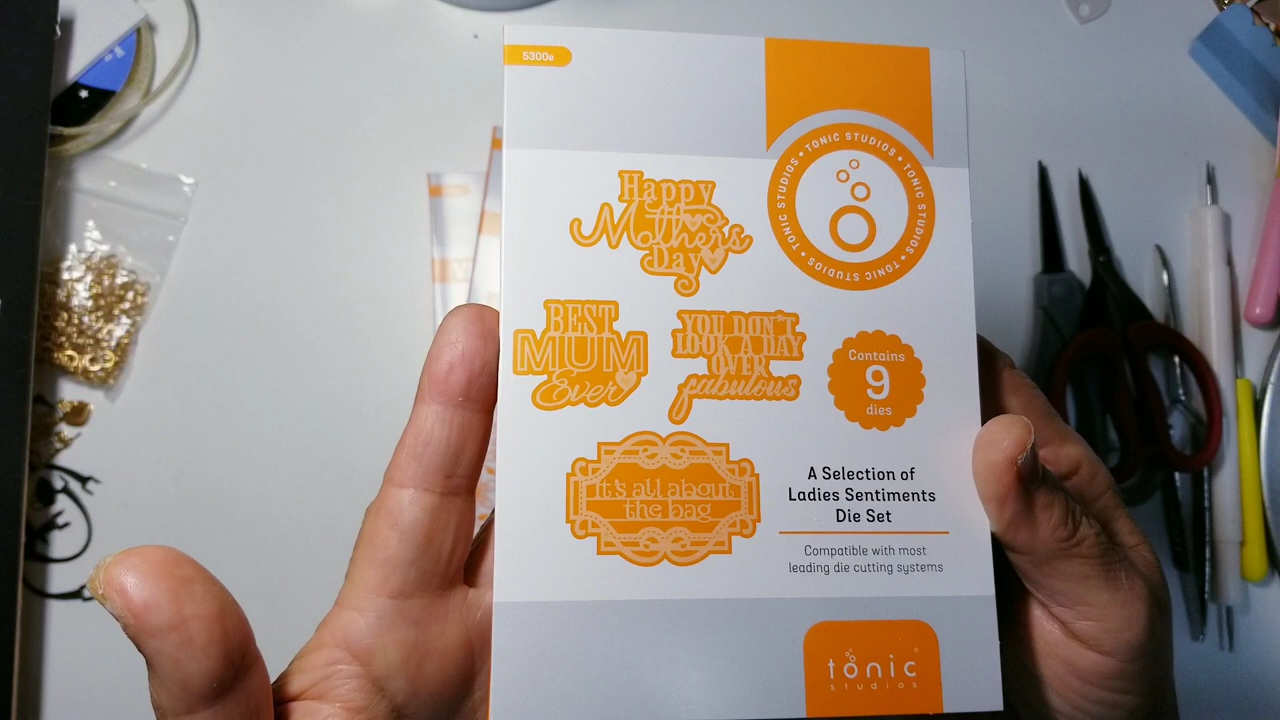 5300e
TONIC STUDIOS • TONIC STUDIOS • TONIC STUDIOS • TONIC STUDIOS •
Happy
Mother's
Day
BEST
MUM
Ever
YOU DON'T
LOOK A DAY
OVER
fabulous
Contains
9
dies
it's all about
the bag
A Selection of
Ladies Sentiments
Die Set
Compatible with most
leading die cutting systems
tonic
studios